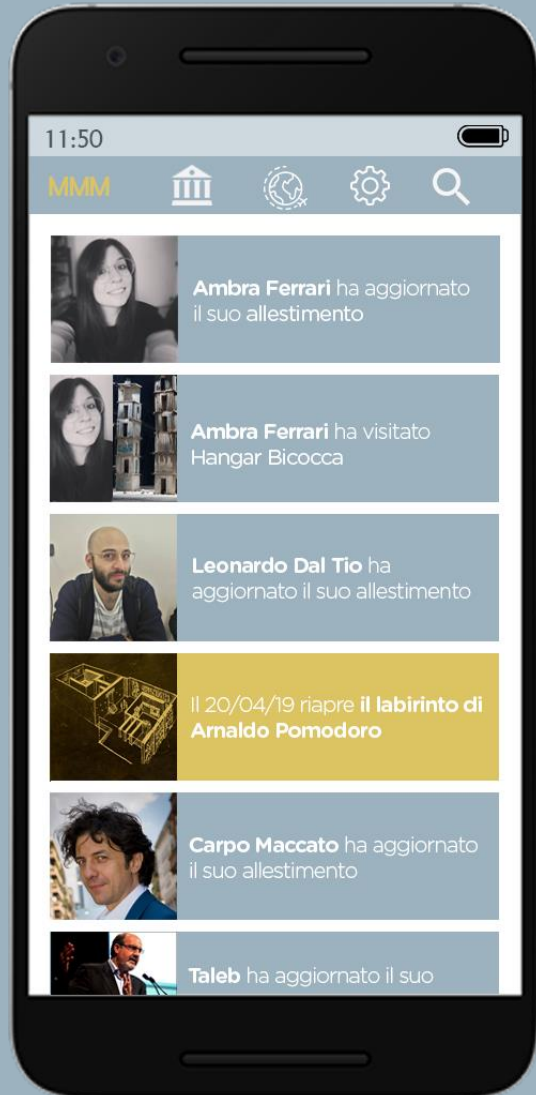 11:50
MMM
Ambra Ferrari ha aggiornato
il suo allestimento
Ambra Ferrari ha visitato
Hangar Bicocca
Leonardo Dal Tio ha
aggiornato il suo allestimento
Il 20/04/19 riapre il labirinto di
Arnaldo Pomodoro
Carpo Maccato ha aggiornato
il suo allestimento
Taleb ha aggiornato il suo